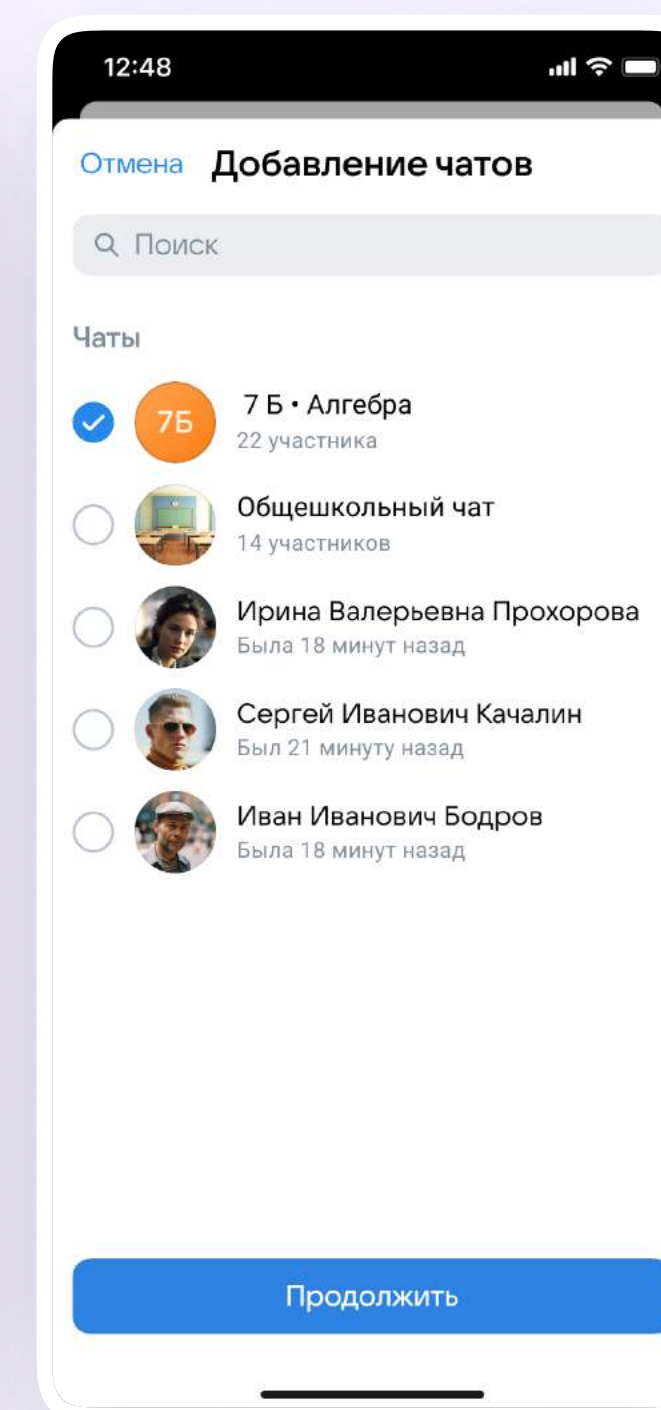 12:48
Отмена Добавление чатов
Поиск
Чаты
7Б
7 Б • Алгебра
22 участника
Общешкольный чат
14 участников
Ирина Валерьевна Прохорова
Была 18 минут назад
Сергей Иванович Качалин
Был 21 минуту назад
Иван Иванович Бодров
Была 18 минут назад
Продолжить